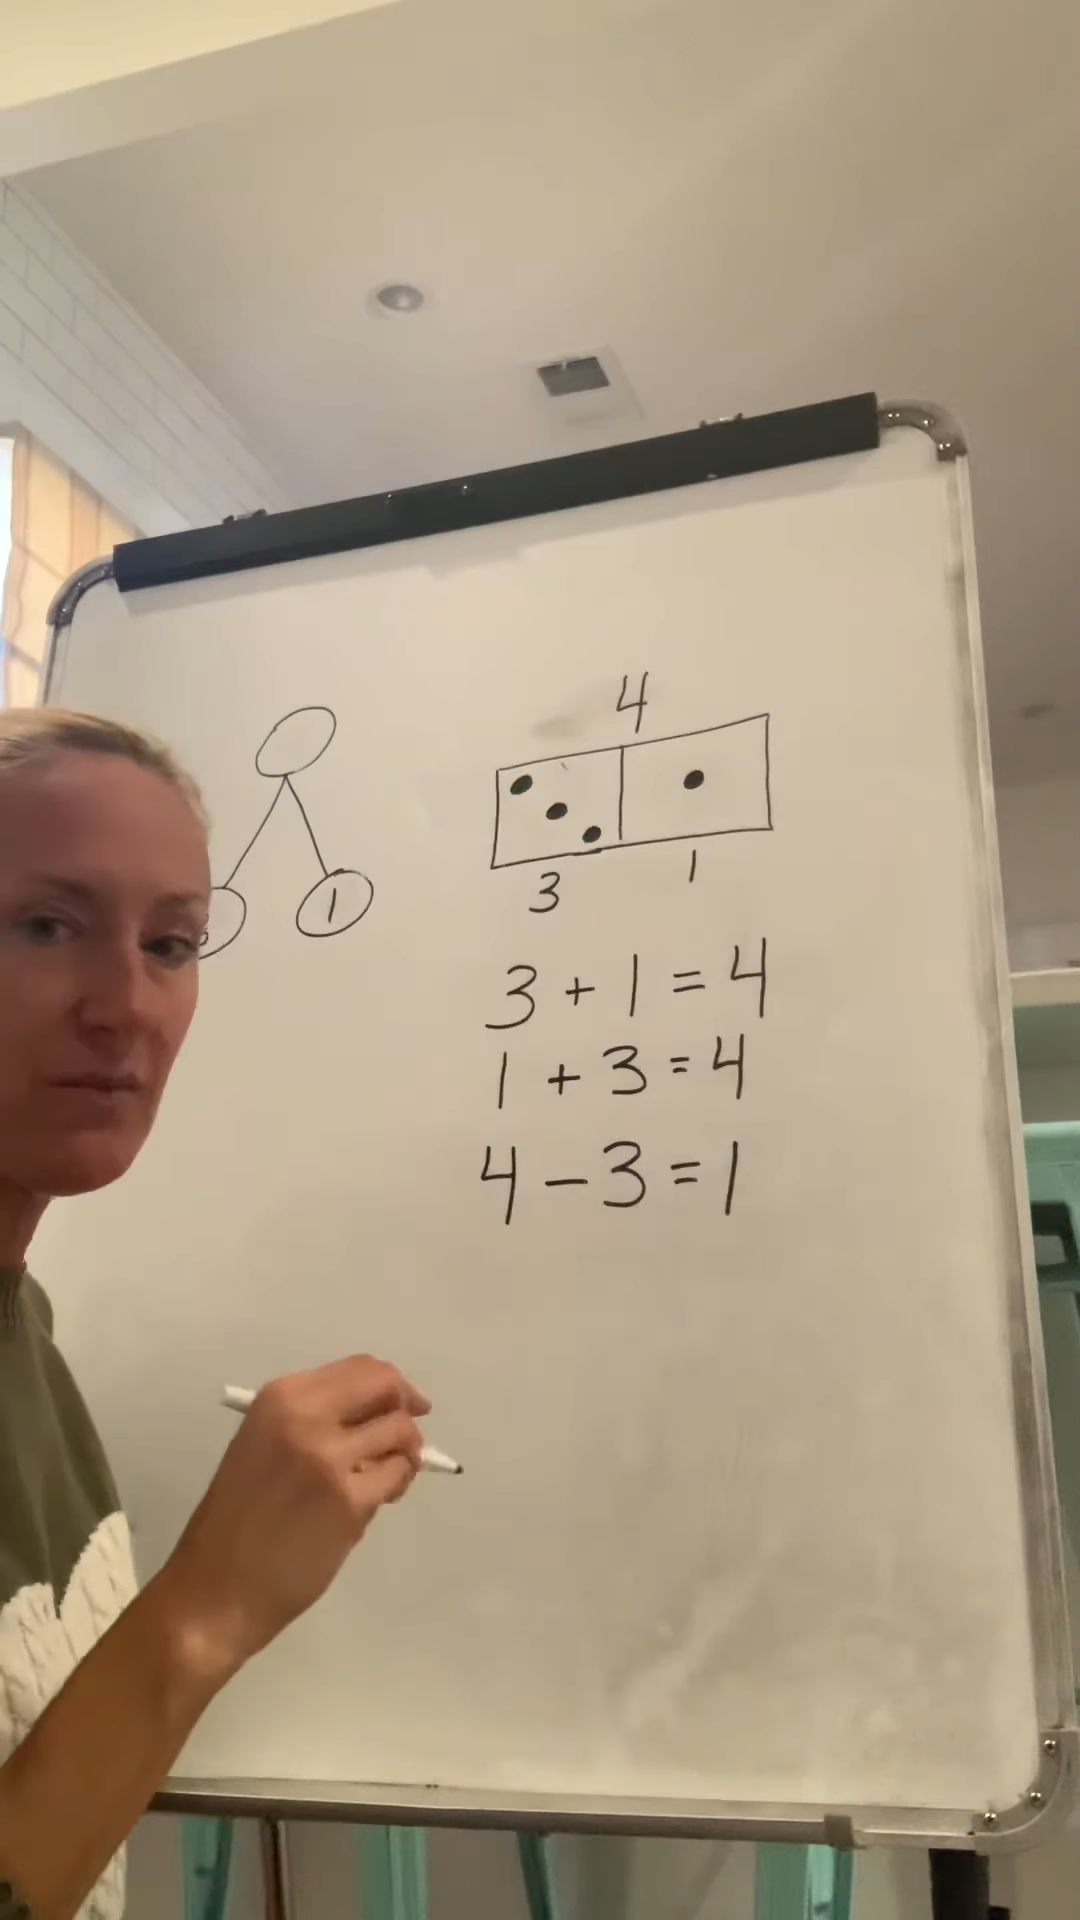 4
1
3 1
3 + 1 = 4
1 + 3 = 4
4 - 3 = 1